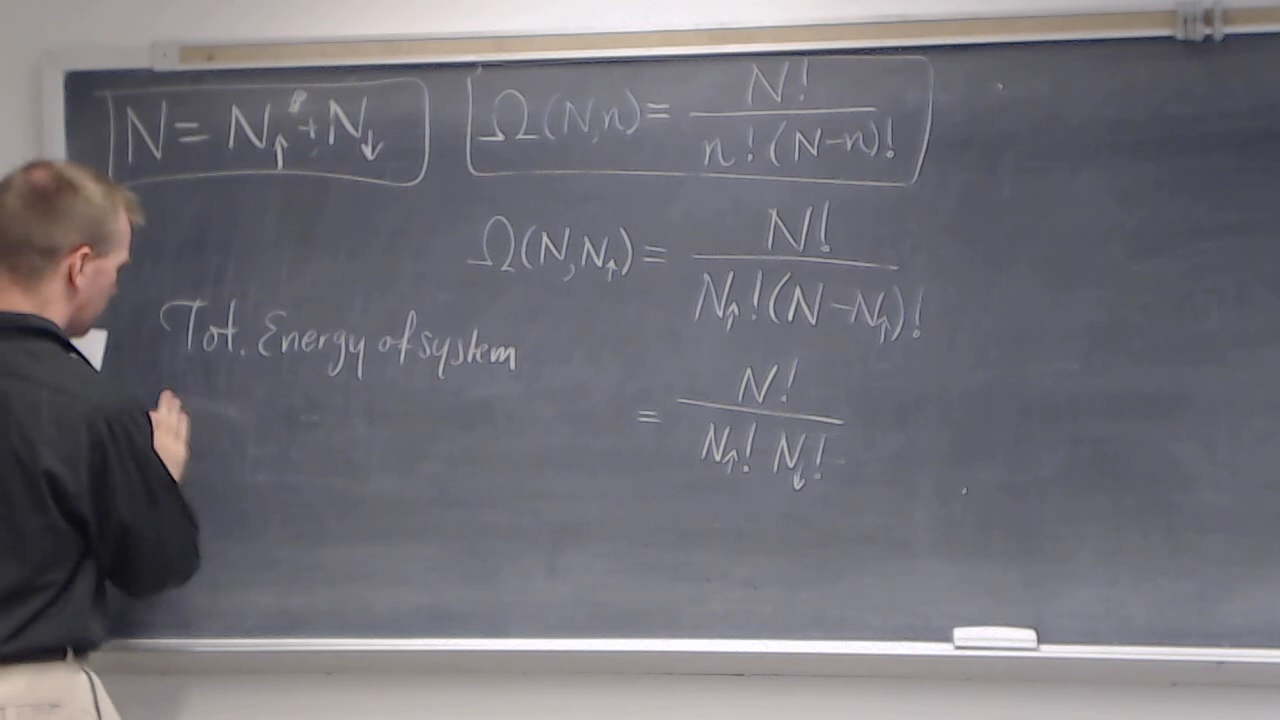 N = N↑ + N↓
Ω(N,n) = N! / n!(N-n)!
Ω(N,N↑) = N! / N↑!(N-N↑)!
Tot. Energy of system
= N! / N↑! N↓!